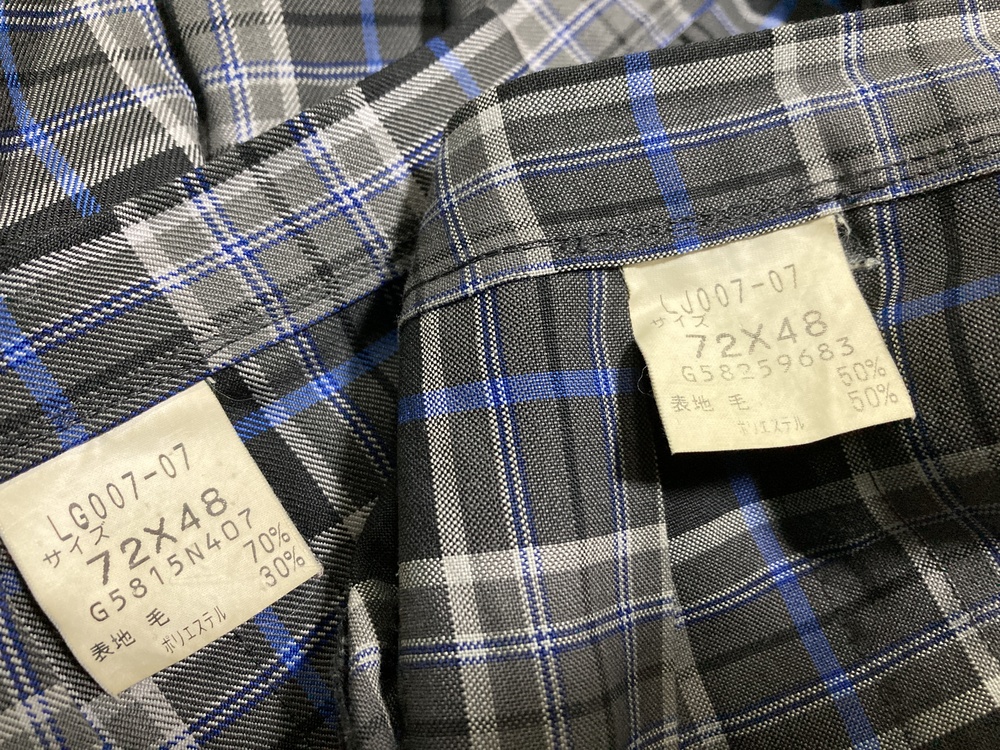 LG007-07
サイズ
72X48
G5815N407
表地 毛 70%
ポリエステル 30%
LJ007-07
サイズ
72X48
G58259683
表地 毛 50%
ポリエステル 50%